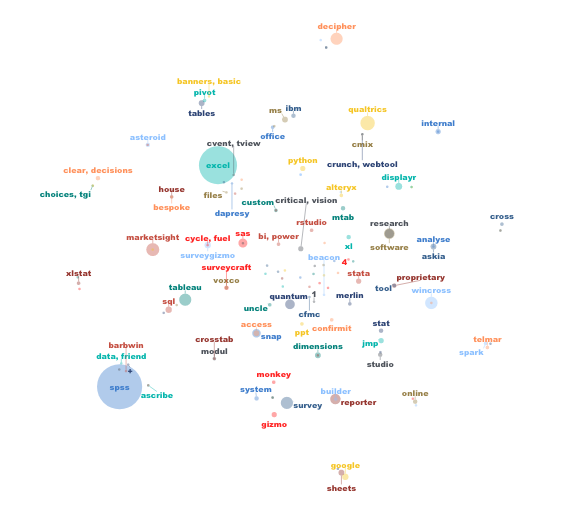 decipher
banners, basic
pivot
tables
ms
ibm
office
qualtrics
internal
cmix
crunch, webtool
asteroid
cvent, tview
excel
python
clear, decisions
choices, tgi
house
bespoke
files
dapresy
custom
critical, vision
displayr
alteryx
mtab
research
software
cross
marketsight
cycle, fuel
sas
surveygizmo
bi, power
rstudio
xl
analyse
askia
beacon
4
xlstat
surveycraft
voxco
stata
proprietary
tool
tableau
sql
uncle
quantum
1
merlin
wincross
cfmc
access
snap
ppt
confirmit
stat
jmp
dimensions
studio
crosstab
modul
telmar
spark
barbwin
data, friend
+
spss
ascribe
monkey
system
gizmo
survey
builder
reporter
online
google
sheets